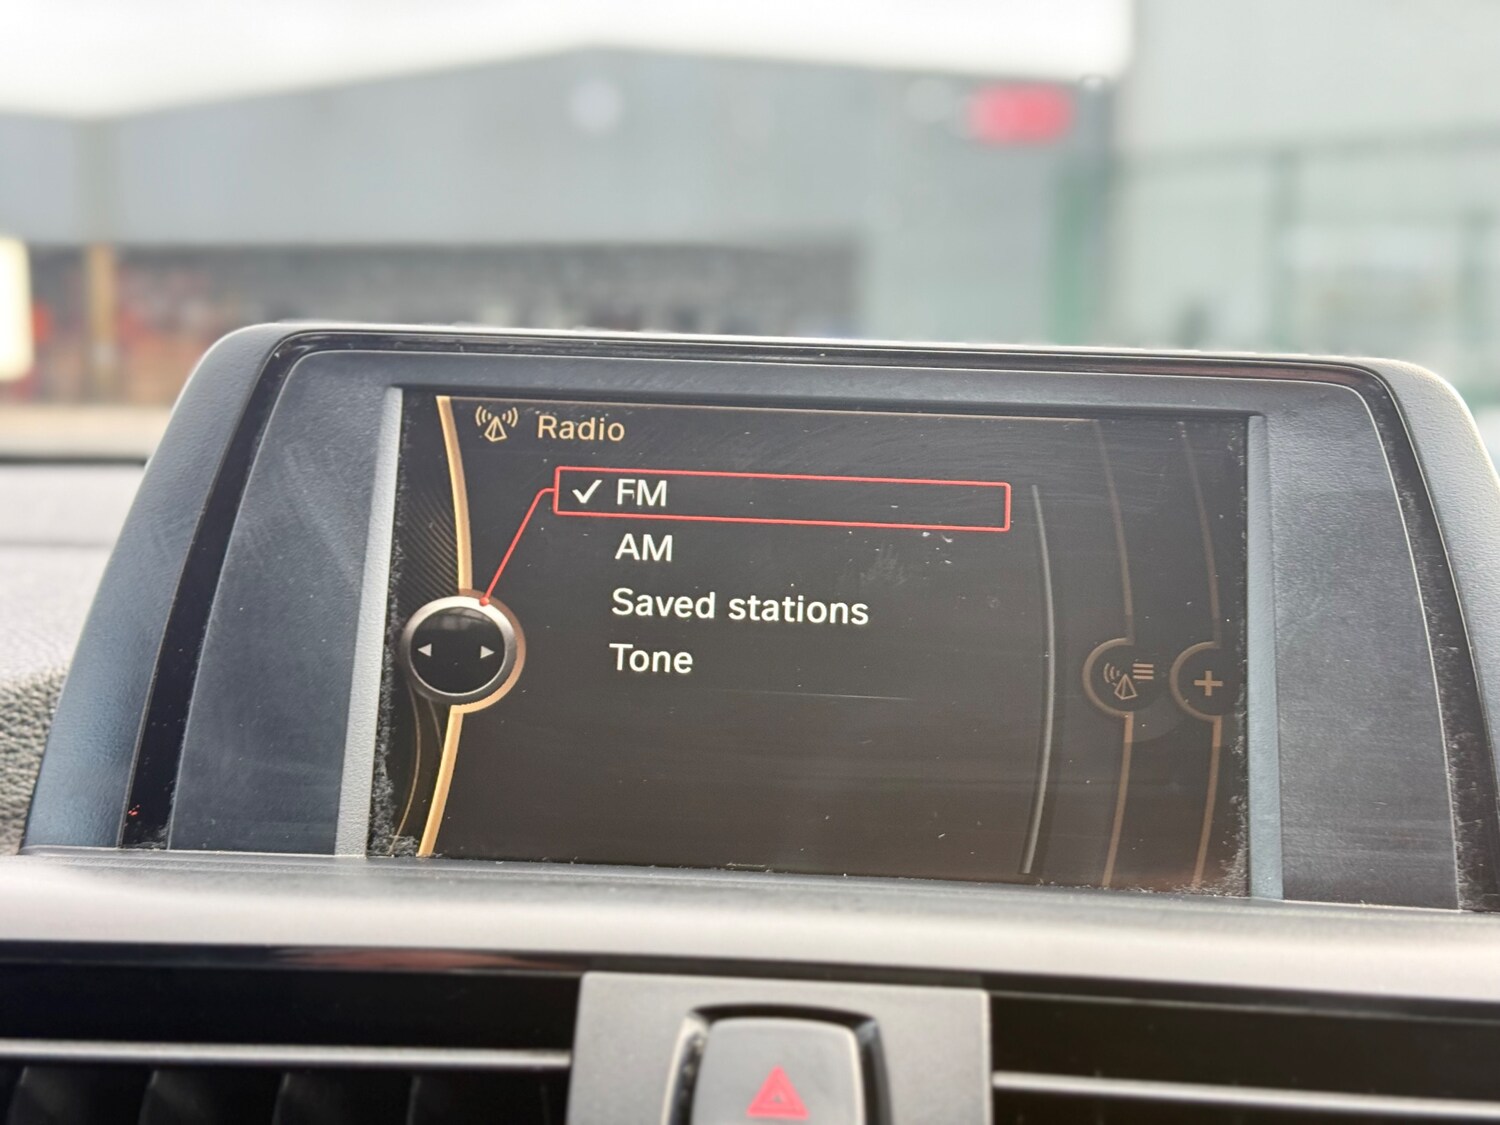 Radio
✓ FM
AM
Saved stations
Tone